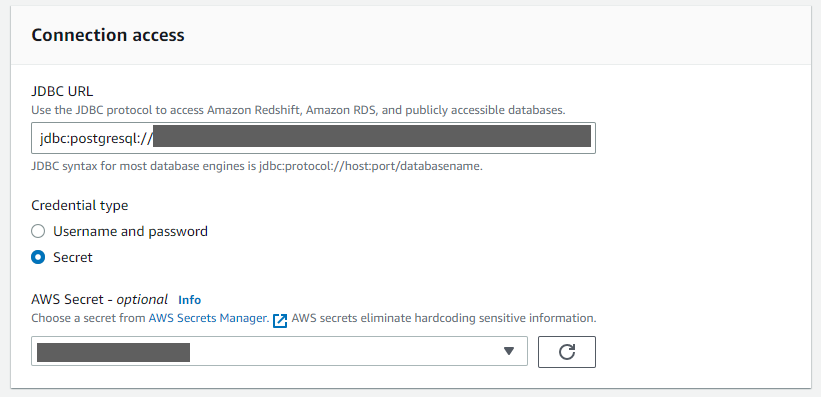 Connection access
JDBC URL
Use the JDBC protocol to access Amazon Redshift, Amazon RDS, and publicly accessible databases.
jdbc:postgresql://
JDBC syntax for most database engines is jdbc:protocol://host:port/databasename.
Credential type
Username and password
Secret
AWS Secret - optional Info
Choose a secret from AWS Secrets Manager. AWS secrets eliminate hardcoding sensitive information.